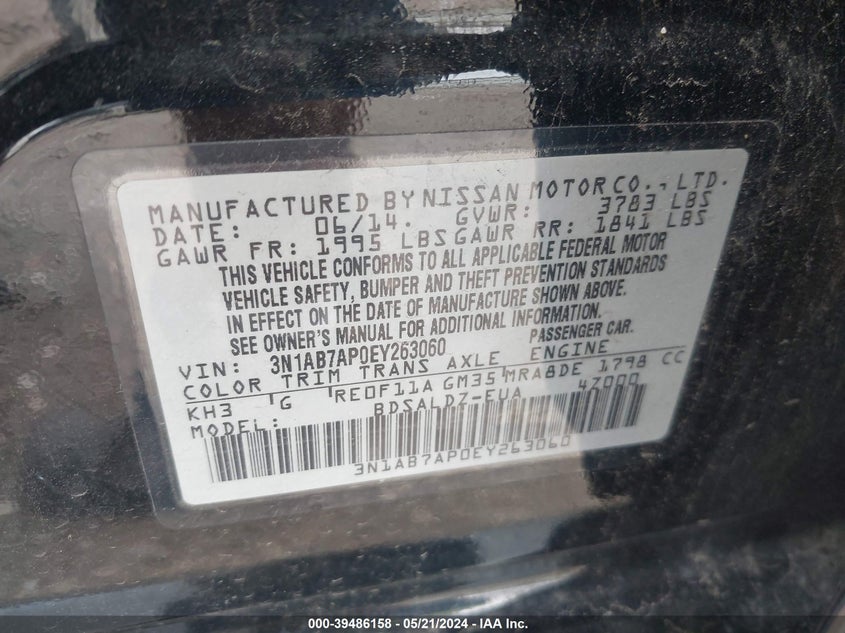 MANUFACTURED BY NISSAN MOTOR CO., LTD.
DATE: 06/14. GVWR: 3783 LBS
GAWR FR: 1995 LBS GAWR RR: 1841 LBS
THIS VEHICLE CONFORMS TO ALL APPLICABLE FEDERAL MOTOR
VEHICLE SAFETY, BUMPER AND THEFT PREVENTION STANDARDS
IN EFFECT ON THE DATE OF MANUFACTURE SHOWN ABOVE.
SEE OWNER'S MANUAL FOR ADDITIONAL INFORMATION.
VIN: 3N1AB7AP0EY263060 PASSENGER CAR.
COLOR TRIM TRANS AXLE ENGINE
KH3 G RE0F11A GM35 MRA8DE 1798 CC
MODEL: BDSALDZ-EUA 4Z000
3N1AB7AP0EY263060
000-39486158 - 05/21/2024 - IAAI Inc.